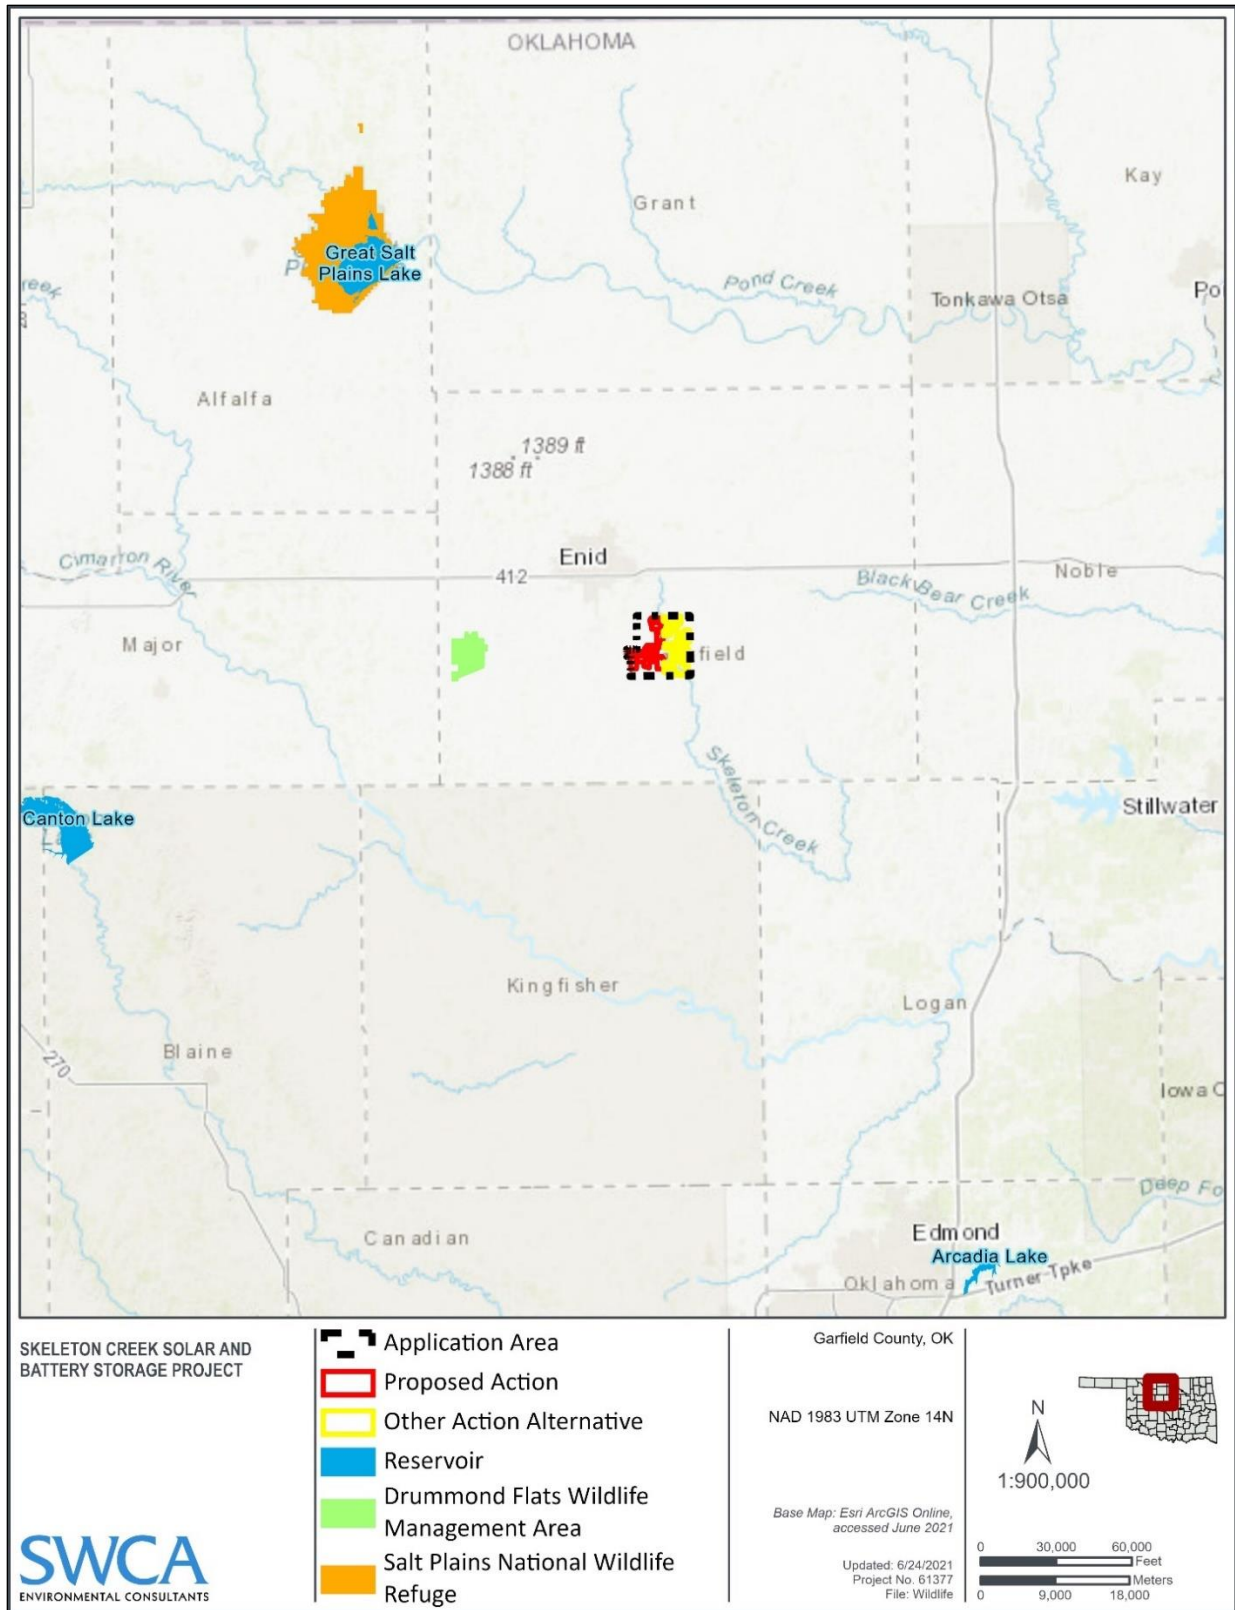 OKLAHOMA
Kay
Grant
Great Salt
Plains Lake
Pond Creek
Tonkawa Otsa
Po
reek
Alfalfa
1389 ft
1388 ft
Enid
Cimarron River
412
Noble
Black Bear Creek
Major
field
Skeleton Creek
Canton Lake
Stillwater
Kingfisher
Logan
Blaine
270
Iowa C
Deep Fo
Canadian
Edmond
Arcadia Lake
Oklahoma
Turner Tpke
SKELETON CREEK SOLAR AND
BATTERY STORAGE PROJECT
SWCA
ENVIRONMENTAL CONSULTANTS
Application Area
Proposed Action
Other Action Alternative
Reservoir
Drummond Flats Wildlife
Management Area
Salt Plains National Wildlife
Refuge
Garfield County, OK
NAD 1983 UTM Zone 14N
Base Map: Esri ArcGIS Online,
accessed June 2021
Updated: 6/24/2021
Project No. 61377
File: Wildlife
N
1:900,000
0 30,000 60,000
Feet
Meters
0 9,000 18,000